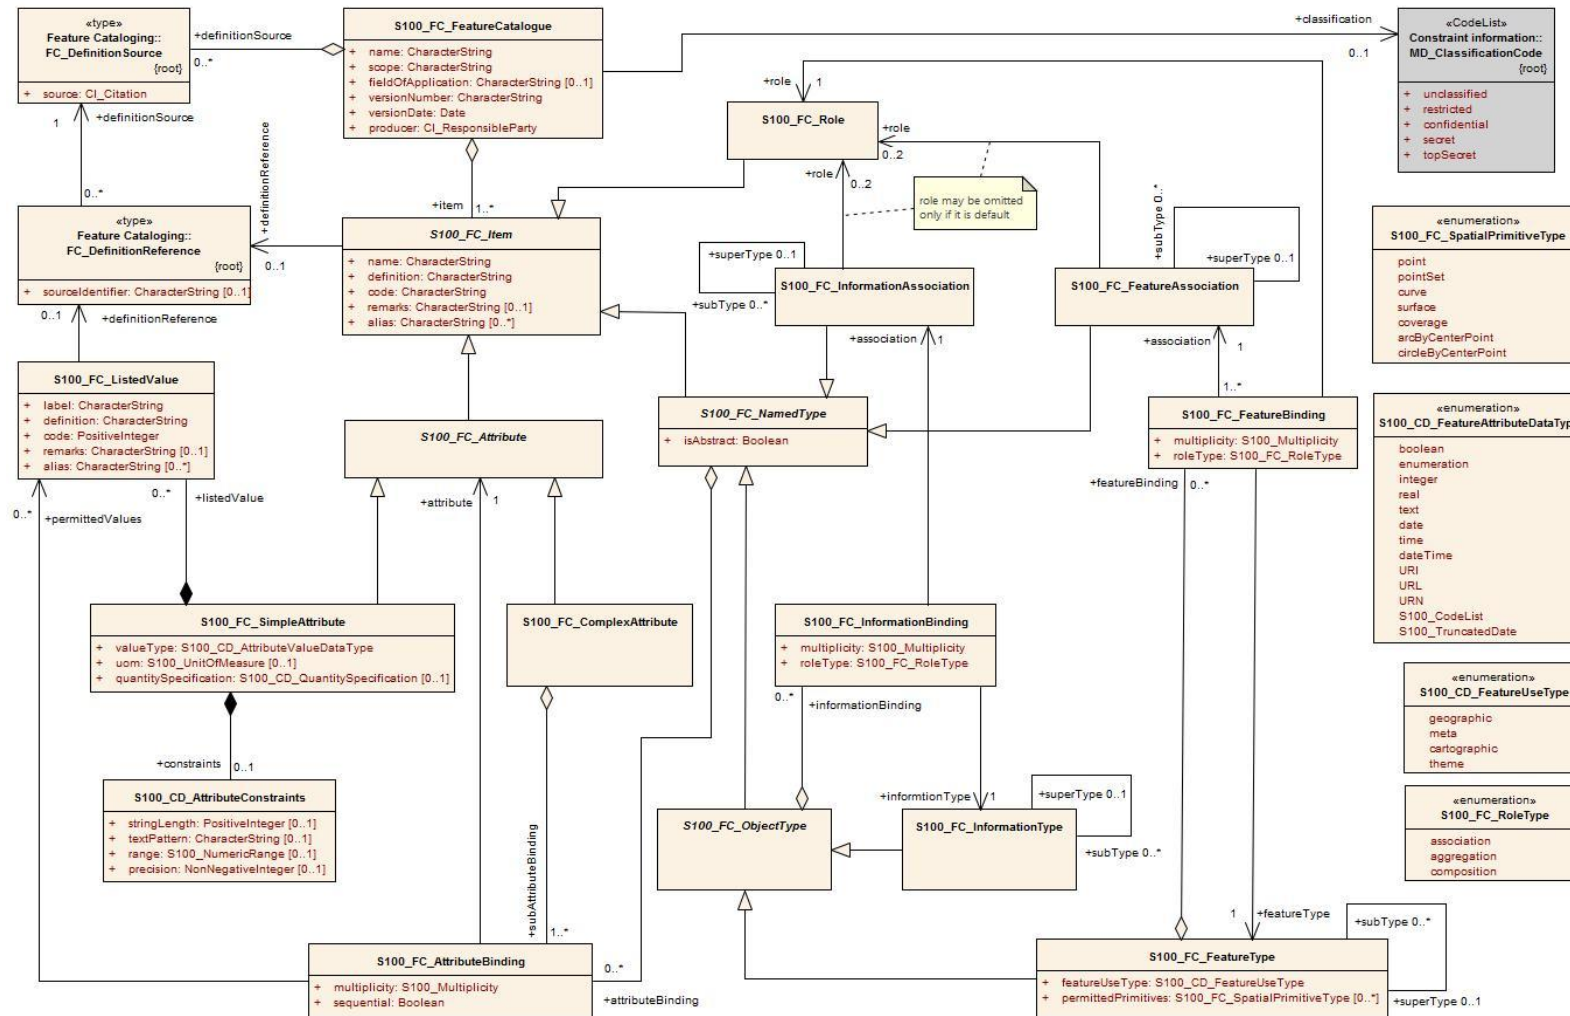 «type»
Feature Cataloging::
FC_DefinitionSource
{root}
+ source: CI_Citation
+definitionSource
0..*
S100_FC_FeatureCatalogue
+ name: CharacterString
+ scope: CharacterString
+ fieldOfApplication: CharacterString [0..1]
+ versionNumber: CharacterString
+ versionDate: Date
+ producer: CI_ResponsibleParty
+classification
0..1
«CodeList»
Constraint information::
MD_ClassificationCode
{root}
+ unclassified
+ restricted
+ confidential
+ secret
+ topSecret
1
+definitionSource
0..*
+definitionReference
0..1
+item
1..*
+role
1
S100_FC_Role
+role
0..2
+role
0..2
role may be omitted
only if it is default
«type»
Feature Cataloging::
FC_DefinitionReference
{root}
+ sourceIdentifier: CharacterString [0..1]
0..1
+definitionReference
S100_FC_Item
+ name: CharacterString
+ definition: CharacterString
+ code: CharacterString
+ remarks: CharacterString [0..1]
+ alias: CharacterString [0..*]
+superType 0..1
+subType 0..*
S100_FC_InformationAssociation
+association
1
+subType 0..*
+superType 0..1
S100_FC_FeatureAssociation
+association
1
1..*
«enumeration»
S100_FC_SpatialPrimitiveType
point
pointSet
curve
surface
coverage
arcByCenterPoint
circleByCenterPoint
S100_FC_ListedValue
+ label: CharacterString
+ definition: CharacterString
+ code: PositiveInteger
+ remarks: CharacterString [0..1]
+ alias: CharacterString [0..*]
0..*
+listedValue
0..*
+permittedValues
S100_FC_Attribute
+attribute
1
S100_FC_NamedType
+ isAbstract: Boolean
S100_FC_FeatureBinding
+ multiplicity: S100_Multiplicity
+ roleType: S100_FC_RoleType
+featureBinding
0..*
«enumeration»
S100_CD_FeatureAttributeDataTyp
boolean
enumeration
integer
real
text
date
time
dateTime
URI
URL
URN
S100_CodeList
S100_TruncatedDate
S100_FC_SimpleAttribute
+ valueType: S100_CD_AttributeValueDataType
+ uom: S100_UnitOfMeasure [0..1]
+ quantitySpecification: S100_CD_QuantitySpecification [0..1]
S100_FC_ComplexAttribute
S100_FC_InformationBinding
+ multiplicity: S100_Multiplicity
+ roleType: S100_FC_RoleType
0..*
+informationBinding
«enumeration»
S100_CD_FeatureUseType
geographic
meta
cartographic
theme
+constraints
0..1
S100_CD_AttributeConstraints
+ stringLength: PositiveInteger [0..1]
+ textPattern: CharacterString [0..1]
+ range: S100_NumericRange [0..1]
+ precision: NonNegativeInteger [0..1]
S100_FC_ObjectType
+informtionType
1
S100_FC_InformationType
+superType 0..1
+subType 0..*
«enumeration»
S100_FC_RoleType
association
aggregation
composition
+subAttributeBinding
1..*
S100_FC_AttributeBinding
+ multiplicity: S100_Multiplicity
+ sequential: Boolean
0..*
+attributeBinding
1
+featureType
S100_FC_FeatureType
+ featureUseType: S100_CD_FeatureUseType
+ permittedPrimitives: S100_FC_SpatialPrimitiveType [0..*]
+subType 0..*
+superType 0..1